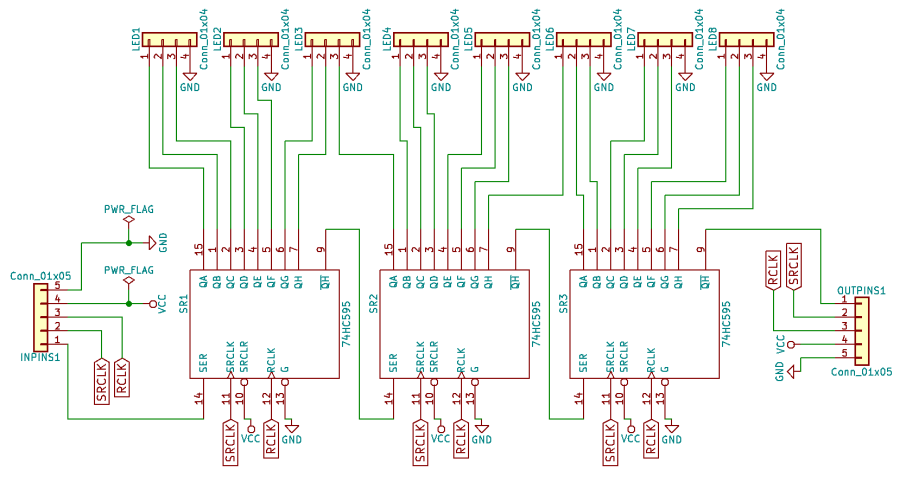 LED1 Conn_01x04 LED2 Conn_01x04 LED3 Conn_01x04 LED4 Conn_01x04 LED5 Conn_01x04 LED6 Conn_01x04 LED7 Conn_01x04 LED8 Conn_01x04
1 2 3 4 1 2 3 4 1 2 3 4 1 2 3 4 1 2 3 4 1 2 3 4 1 2 3 4 1 2 3 4
GND GND GND GND GND GND GND GND
PWR_FLAG
GND
PWR_FLAG
VCC
Conn_01x05
5
4
3
2
1
INPINS1
SRCLK RCLK
15 1 2 3 4 5 6 7 9
QA QB QC QD QE QF QG QH QH
SR1
74HC595
SER SRCLK SRCLR RCLK G
14 11 10 12 13
SRCLK VCC RCLK GND
15 1 2 3 4 5 6 7 9
QA QB QC QD QE QF QG QH QH
SR2
74HC595
SER SRCLK SRCLR RCLK G
14 11 10 12 13
SRCLK VCC RCLK GND
15 1 2 3 4 5 6 7 9
QA QB QC QD QE QF QG QH QH
SR3
74HC595
SER SRCLK SRCLR RCLK G
14 11 10 12 13
SRCLK VCC RCLK GND
RCLK SRCLK
OUTPINS1
1
2
3
VCC 4
GND 5
Conn_01x05